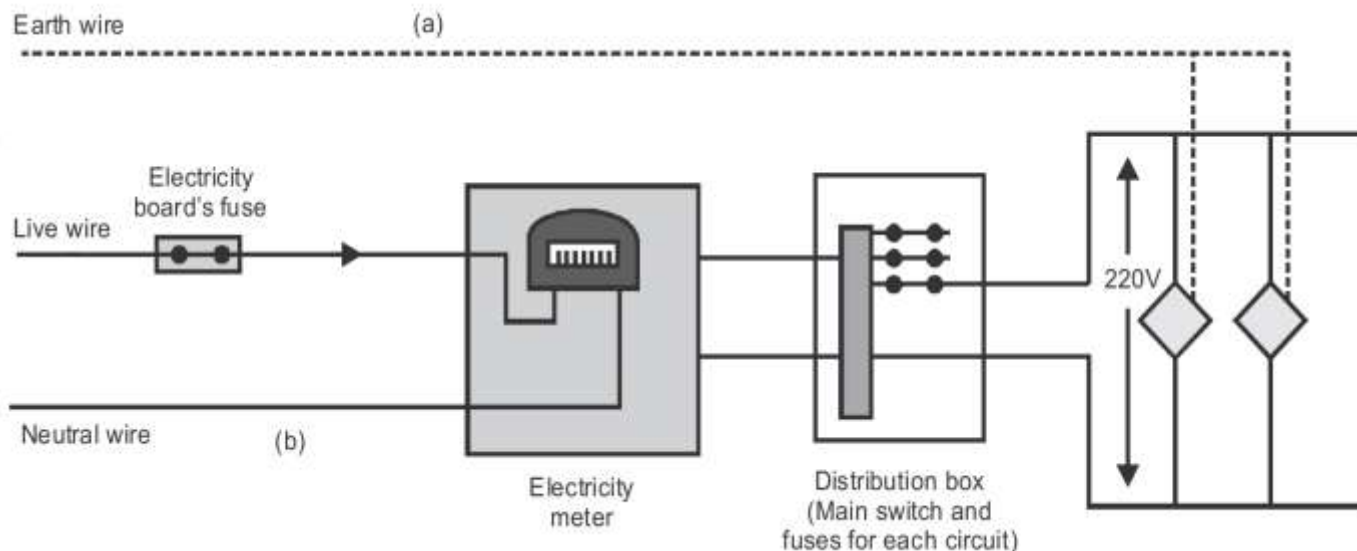 Earth wire
(a)
Electricity
board's fuse
Live wire
220V
Neutral wire
(b)
Electricity
meter
Distribution box
(Main switch and
fuses for each circuit)